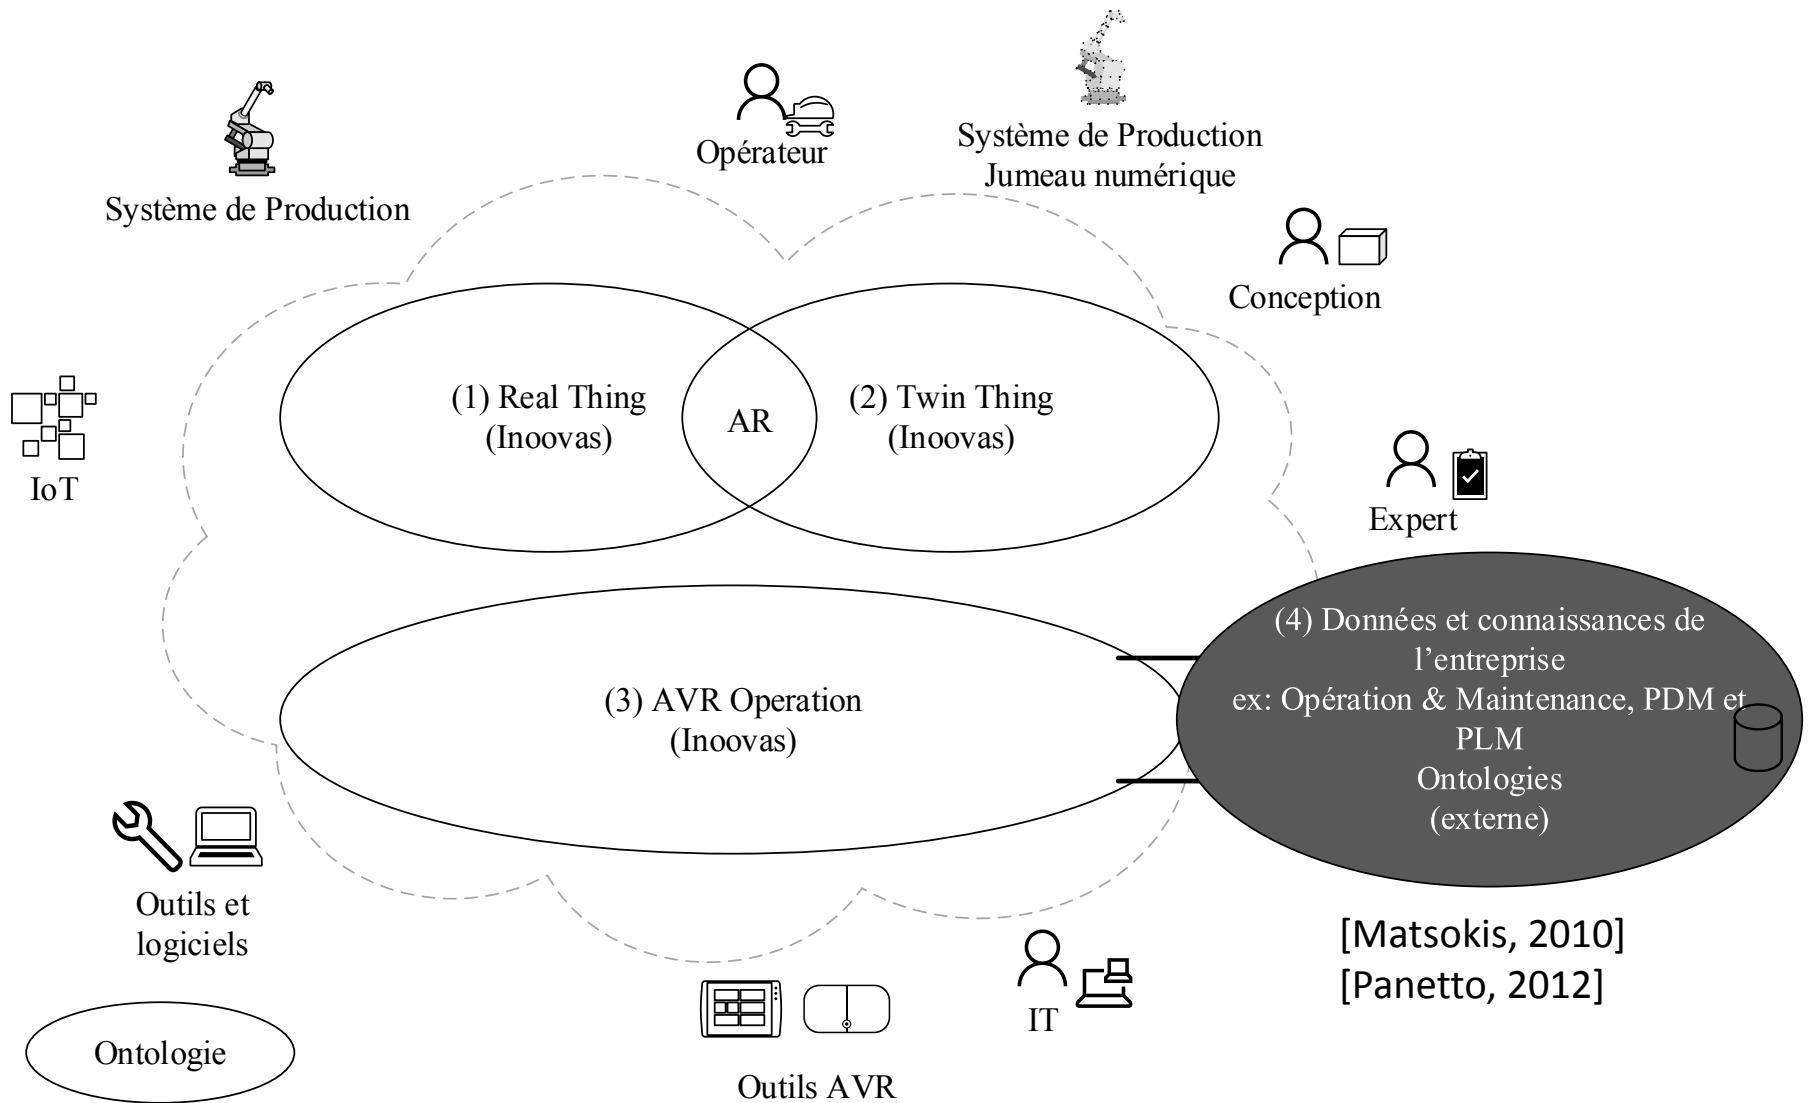 Opérateur
Système de Production
Jumeau numérique
Système de Production
Conception
(1) Real Thing
(Inoovas)
AR
(2) Twin Thing
(Inoovas)
IoT
Expert
(4) Données et connaissances de
l’entreprise
ex: Opération & Maintenance, PDM et
PLM
Ontologies
(externe)
(3) AVR Operation
(Inoovas)
Outils et
logiciels
[Matsokis, 2010]
[Panetto, 2012]
IT
Ontologie
Outils AVR